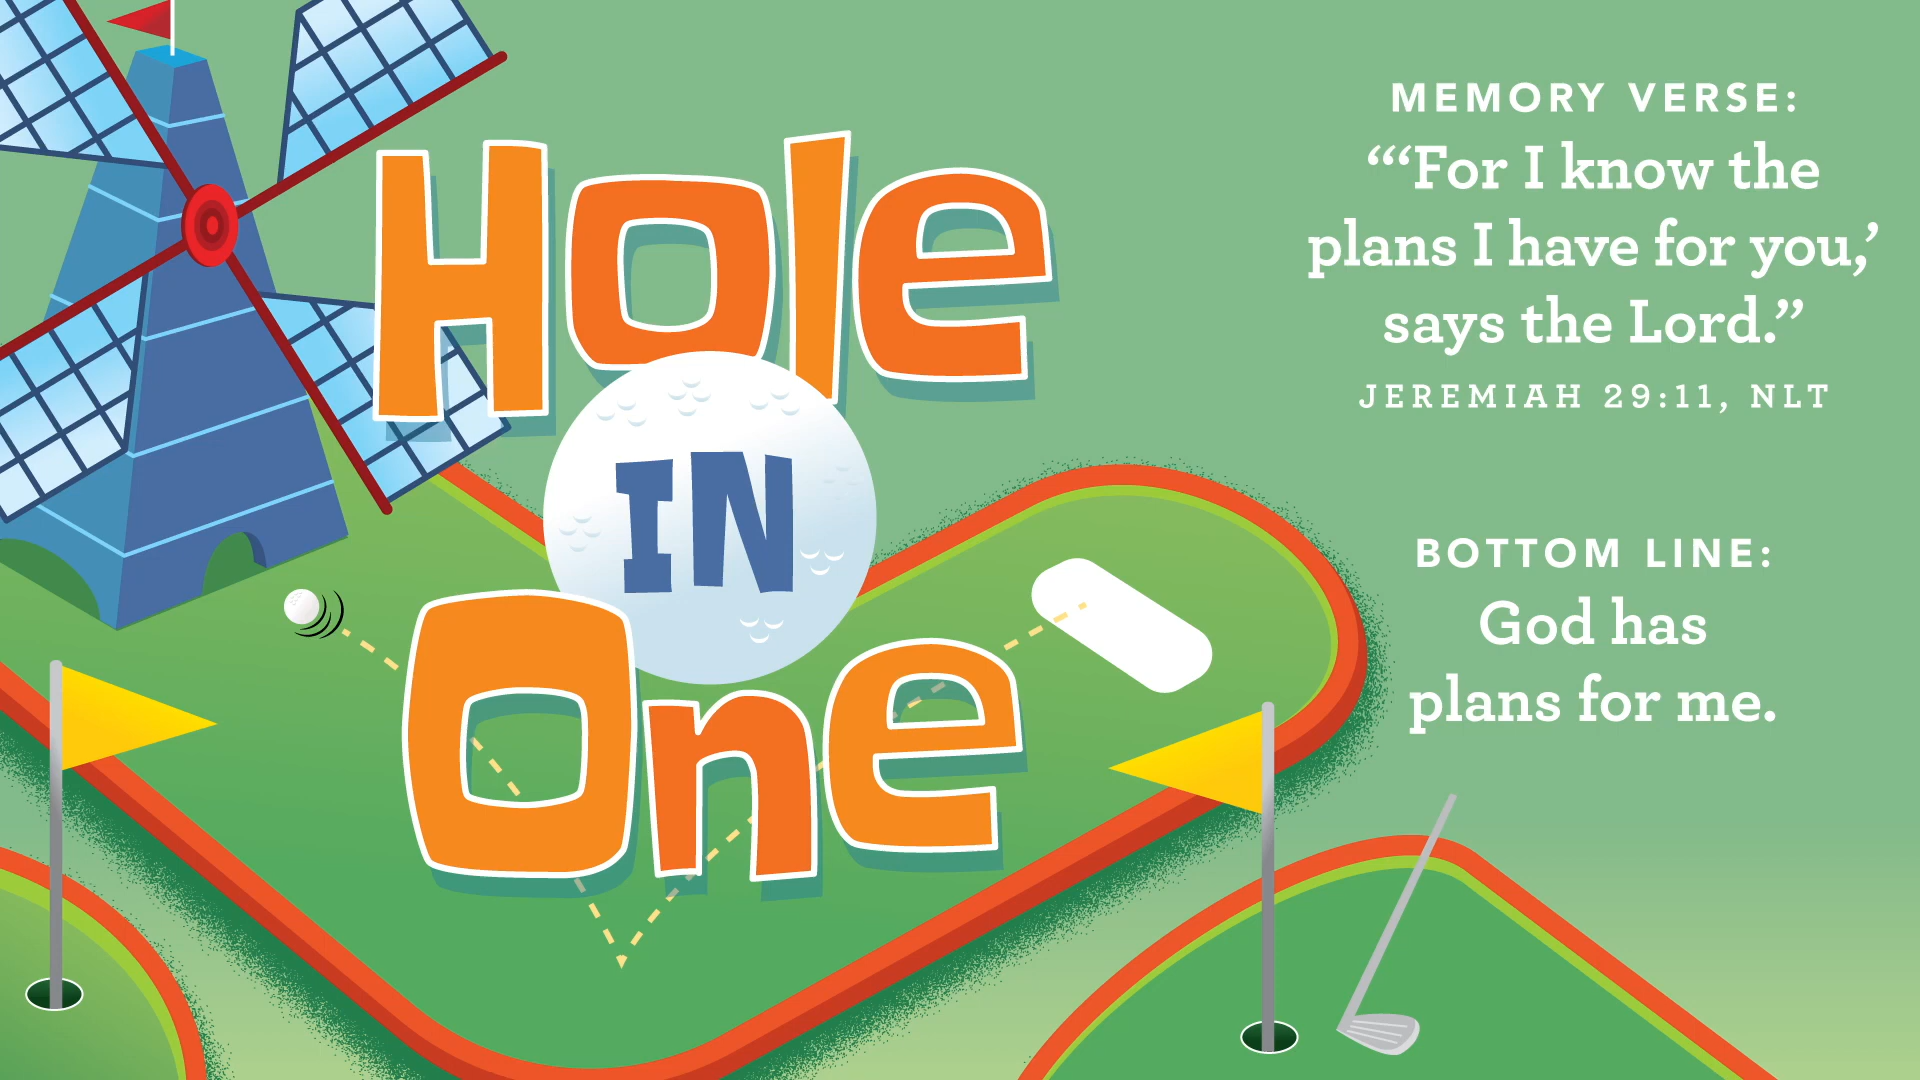 Hole
IN
One
MEMORY VERSE:
“‘For I know the
plans I have for you,’
says the Lord.”
JEREMIAH 29:11, NLT
BOTTOM LINE:
God has
plans for me.